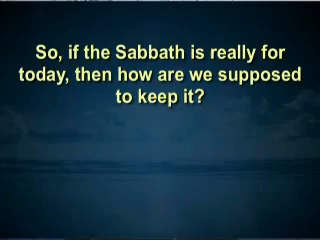 So, if the Sabbath is really for
today, then how are we supposed
to keep it?